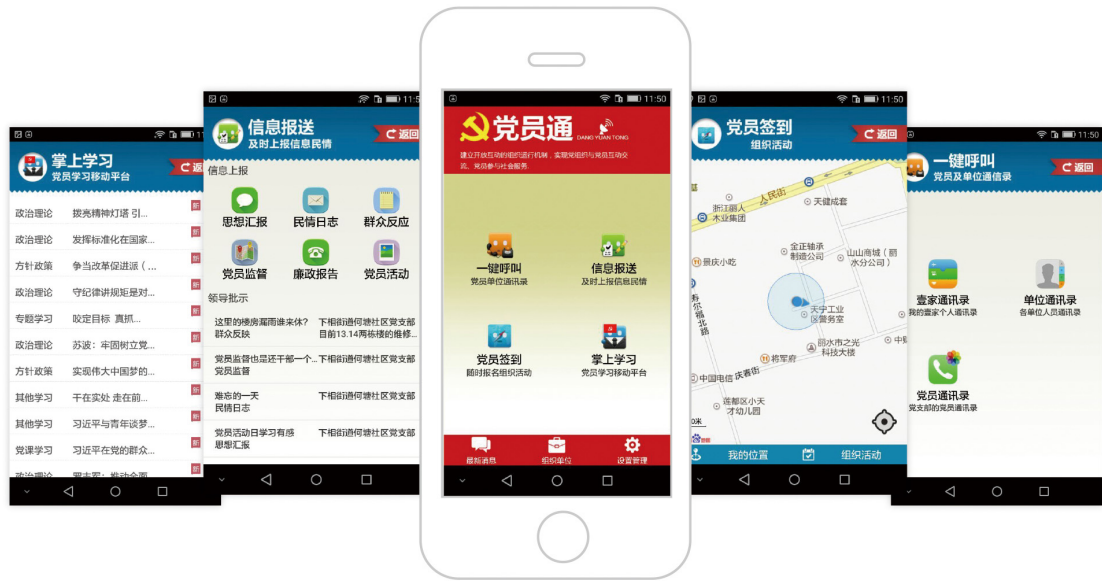 11:50
党员通
DANG YUAN TONG
建立开放互动的组织运行机制,实现党组织与党员互动交
流、党员参与社会服务。
一键呼叫
党员单位通讯录
信息报送
及时上报信息民情
党员签到
随时报名组织活动
掌上学习
党员学习移动平台
最新消息
组织单位
设置管理
11:5
信息报送
及时上报信息民情
返回
信息上报
思想汇报
民情日志
群众反应
党员监督
廉政报告
党员活动
领导批示
这里的楼房漏雨谁来休? 下相街道何塘社区党支部
群众反映 目前13.14两栋楼的维修...
党员监督也是还干部一个... 下相街道何塘社区党支部
党员监督
难忘的一天 下相街道何塘社区党支部
民情日志
党员活动日学习有感 下相街道何塘社区党支部
思想汇报
掌上学习
党员学习移动平台
返
政治理论 拨亮精神灯塔 引... 新
政治理论 发挥标准化在国家... 新
方针政策 争当改革促进派(... 新
政治理论 守纪律讲规矩是对... 新
专题学习 咬定目标 真抓... 新
政治理论 苏波:牢固树立党... 新
方针政策 实现伟大中国梦的... 新
其他学习 干在实处 走在前... 新
其他学习 习近平与青年谈梦... 新
党课学习 习近平在党的群众... 新
11:50
党员签到
组织活动
返回
人民街
浙江丽人
木业集团
天健成套
金正轴承
制造公司
山山商城(丽
水分公司)
景庆小吃
寿尔福北路
天宁工业
区警务室
丽水市之光
科技大楼
将军府
中国电信
庆春街
莲都区小天
才幼儿园
我的位置
组织活动
11:50
一键呼叫
党员及单位通信录
返回
壹家通讯录
我的壹家个人通讯录
单位通讯录
各单位人员通讯录
党员通讯录
党支部的党员通讯录